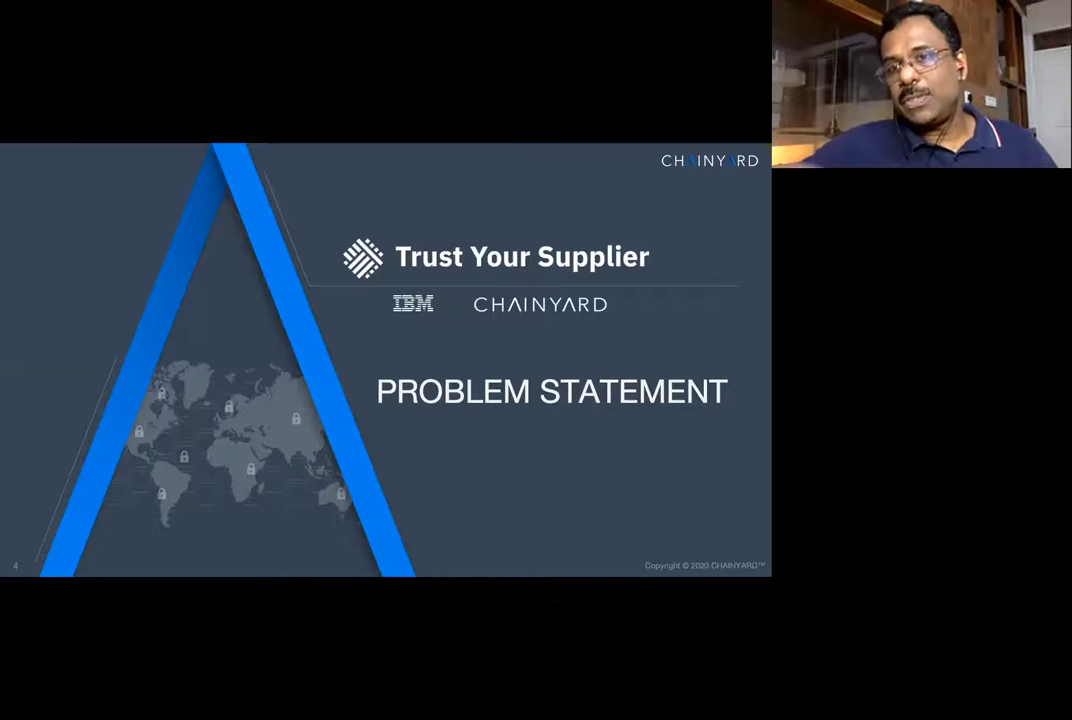 CHAINYARD
Trust Your Supplier
IBM CHAINYARD
PROBLEM STATEMENT
4
Copyright © 2020 CHAINYARD™